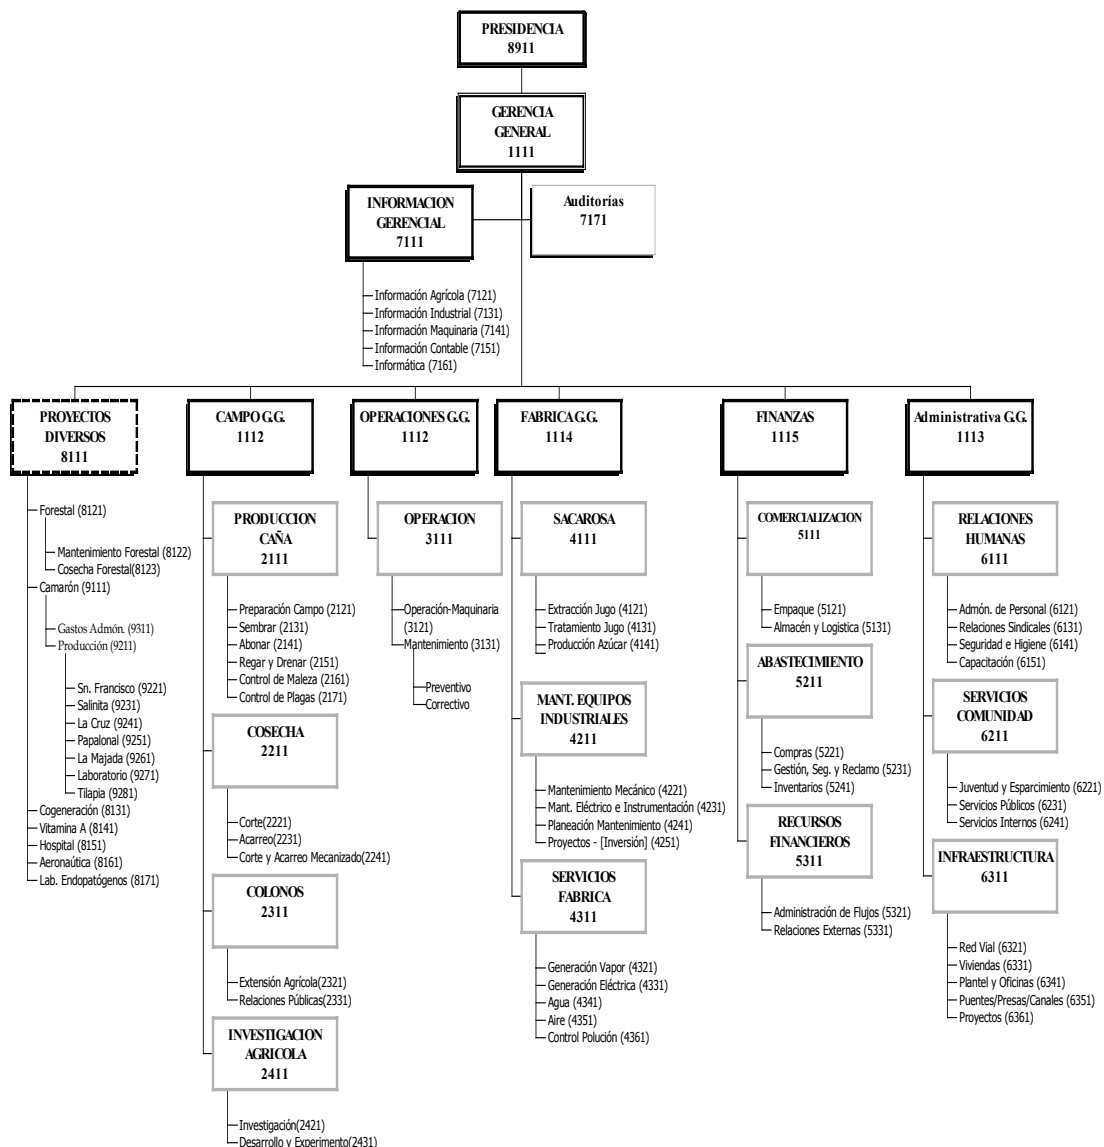 PRESIDENCIA
8911
GERENCIA
GENERAL
1111
INFORMACION
GERENCIAL
7111
Auditorías
7171
Información Agrícola (7121)
Información Industrial (7131)
Información Maquinaria (7141)
Información Contable (7151)
Informática (7161)
PROYECTOS
DIVERSOS
8111
Forestal (8121)
Mantenimiento Forestal (8122)
Cosecha Forestal(8123)
Camarón (9111)
Gastos Admón. (9311)
Producción (9211)
Sn. Francisco (9221)
Salinita (9231)
La Cruz (9241)
Papalonal (9251)
La Majada (9261)
Laboratorio (9271)
Tilapia (9281)
Cogeneración (8131)
Vitamina A (8141)
Hospital (8151)
Aeronaútica (8161)
Lab. Endopatógenos (8171)
CAMPO G.G.
1112
PRODUCCION
CAÑA
2111
Preparación Campo (2121)
Sembrar (2131)
Abonar (2141)
Regar y Drenar (2151)
Control de Maleza (2161)
Control de Plagas (2171)
COSECHA
2211
Corte(2221)
Acarreo(2231)
Corte y Acarreo Mecanizado(2241)
COLONOS
2311
Extensión Agrícola(2321)
Relaciones Públicas(2331)
INVESTIGACION
AGRICOLA
2411
Investigación(2421)
Desarrollo y Experimento(2431)
OPERACIONES G.G.
1112
OPERACION
3111
Operación-Maquinaria
(3121)
Mantenimiento (3131)
Preventivo
Correctivo
FABRICA G.G.
1114
SACAROSA
4111
Extracción Jugo (4121)
Tratamiento Jugo (4131)
Producción Azúcar (4141)
MANT. EQUIPOS
INDUSTRIALES
4211
Mantenimiento Mecánico (4221)
Mant. Eléctrico e Instrumentación (4231)
Planeación Mantenimiento (4241)
Proyectos - [Inversión] (4251)
SERVICIOS
FABRICA
4311
Generación Vapor (4321)
Generación Eléctrica (4331)
Agua (4341)
Aire (4351)
Control Polución (4361)
FINANZAS
1115
COMERCIALIZACION
5111
Empaque (5121)
Almacén y Logistica (5131)
ABASTECIMIENTO
5211
Compras (5221)
Gestión, Seg. y Reclamo (5231)
Inventarios (5241)
RECURSOS
FINANCIEROS
5311
Administración de Flujos (5321)
Relaciones Externas (5331)
Administrativa G.G.
1113
RELACIONES
HUMANAS
6111
Admón. de Personal (6121)
Relaciones Sindicales (6131)
Seguridad e Higiene (6141)
Capacitación (6151)
SERVICIOS
COMUNIDAD
6211
Juventud y Esparcimiento (6221)
Servicios Públicos (6231)
Servicios Internos (6241)
INFRAESTRUCTURA
6311
Red Vial (6321)
Viviendas (6331)
Plantel y Oficinas (6341)
Puentes/Presas/Canales (6351)
Proyectos (6361)